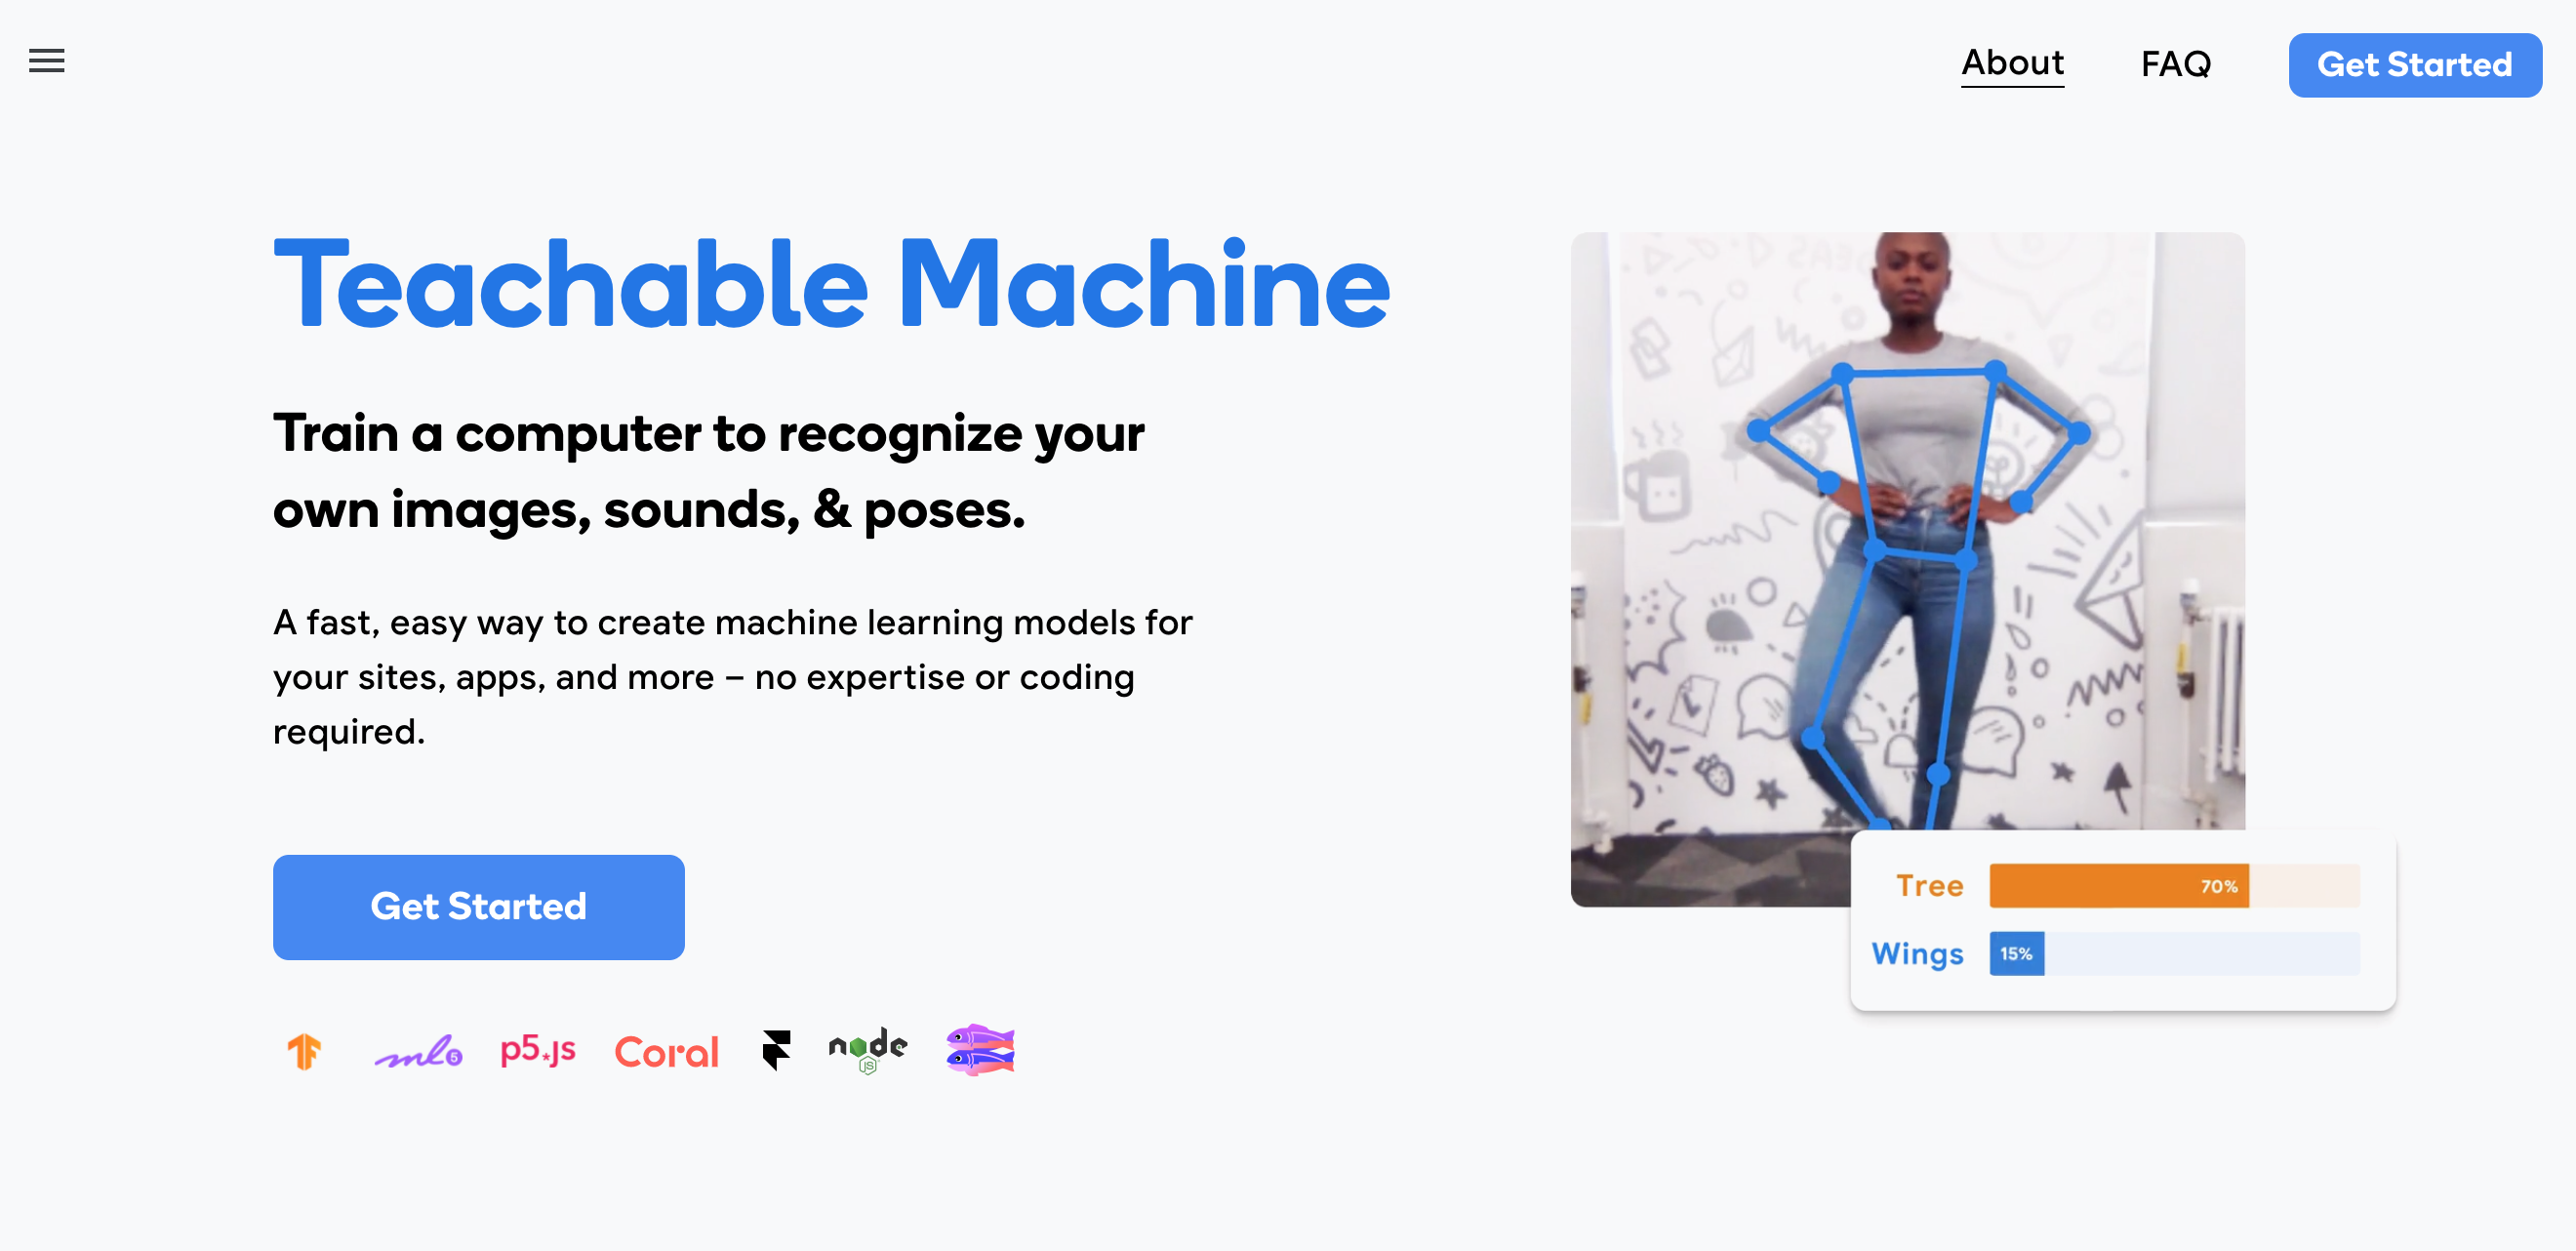 About
FAQ
Get Started
Teachable Machine
Train a computer to recognize your
own images, sounds, & poses.
A fast, easy way to create machine learning models for
your sites, apps, and more – no expertise or coding
required.
Get Started
ml5
p5*js
Coral
node
JS
Tree
70%
Wings
15%